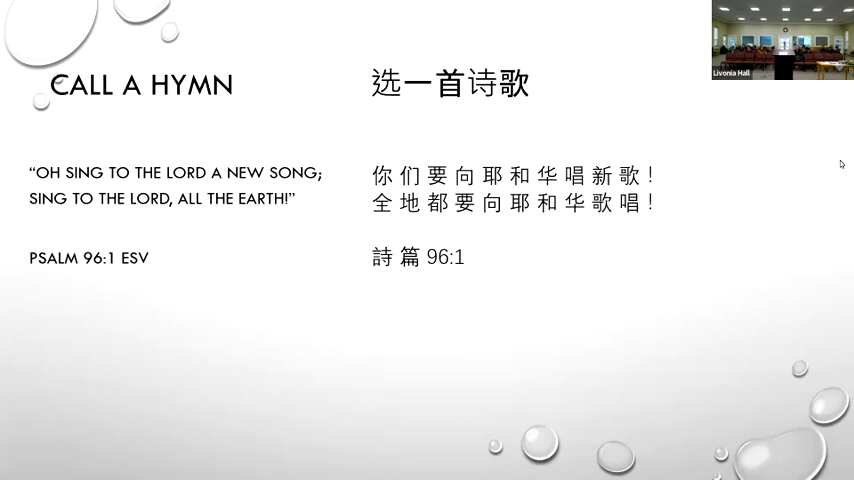 CALL A HYMN
选一首诗歌
Livonia Hall
“OH SING TO THE LORD A NEW SONG;
SING TO THE LORD, ALL THE EARTH!”
PSALM 96:1 ESV
你 们 要 向 耶 和 华 唱 新 歌 ！
全 地 都 要 向 耶 和 华 歌 唱 ！
詩 篇 96:1